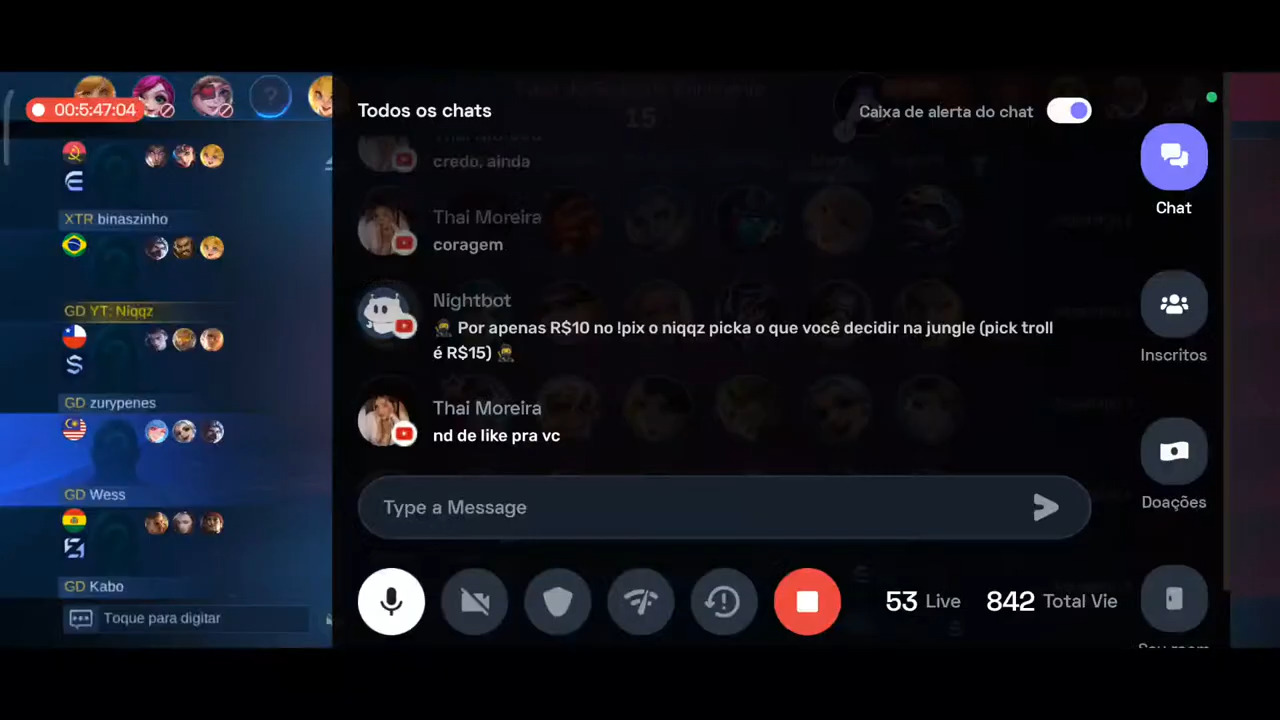 00:5:47:04
XTR binaszinho
GD YT: Niqqz
GD zurypenes
GD Wess
GD Kabo
Toque para digitar
Todos os chats
15
Caixa de alerta do chat
Thai Moreira
credo, ainda
Thai Moreira
coragem
Nightbot
🥷 Por apenas R$10 no !pix o niqqz picka o que você decidir na jungle (pick troll
é R$15) 🥷
Thai Moreira
nd de like pra vc
Type a Message
53 Live 842 Total Vie
Chat
Inscritos
Doações